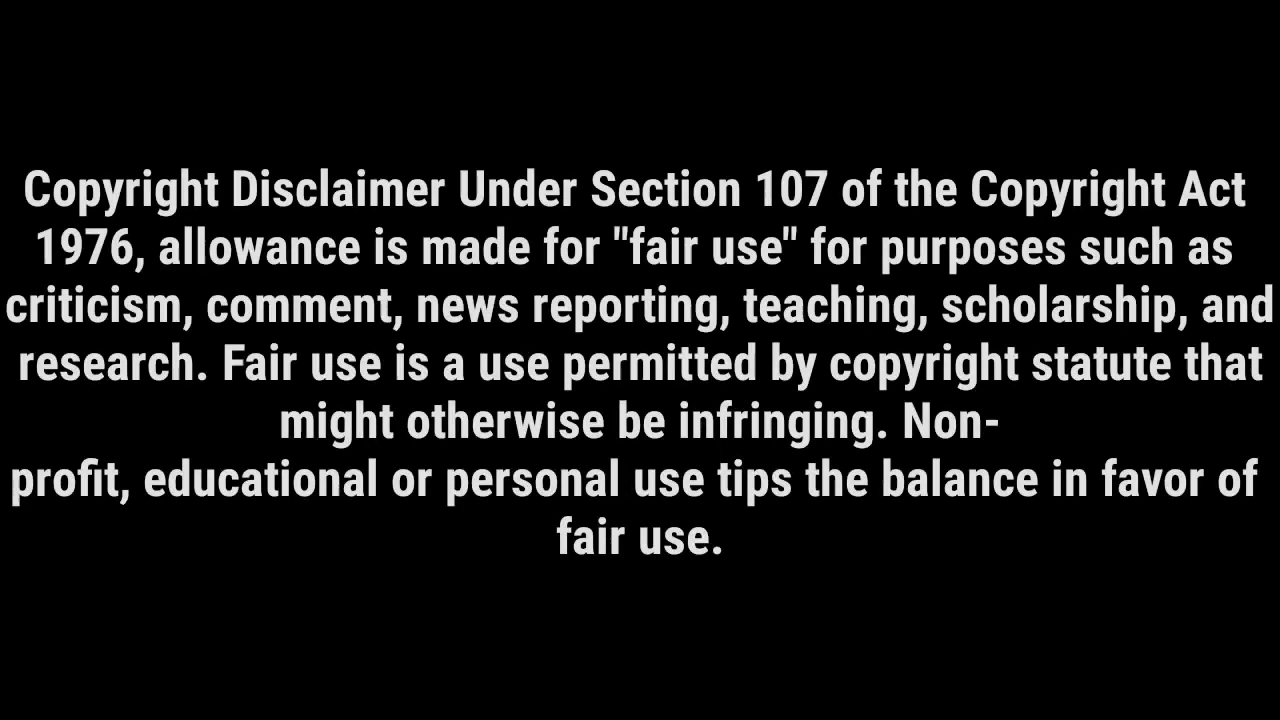 Copyright Disclaimer Under Section 107 of the Copyright Act
1976, allowance is made for "fair use" for purposes such as
criticism, comment, news reporting, teaching, scholarship, and
research. Fair use is a use permitted by copyright statute that
might otherwise be infringing. Non-
profit, educational or personal use tips the balance in favor of
fair use.